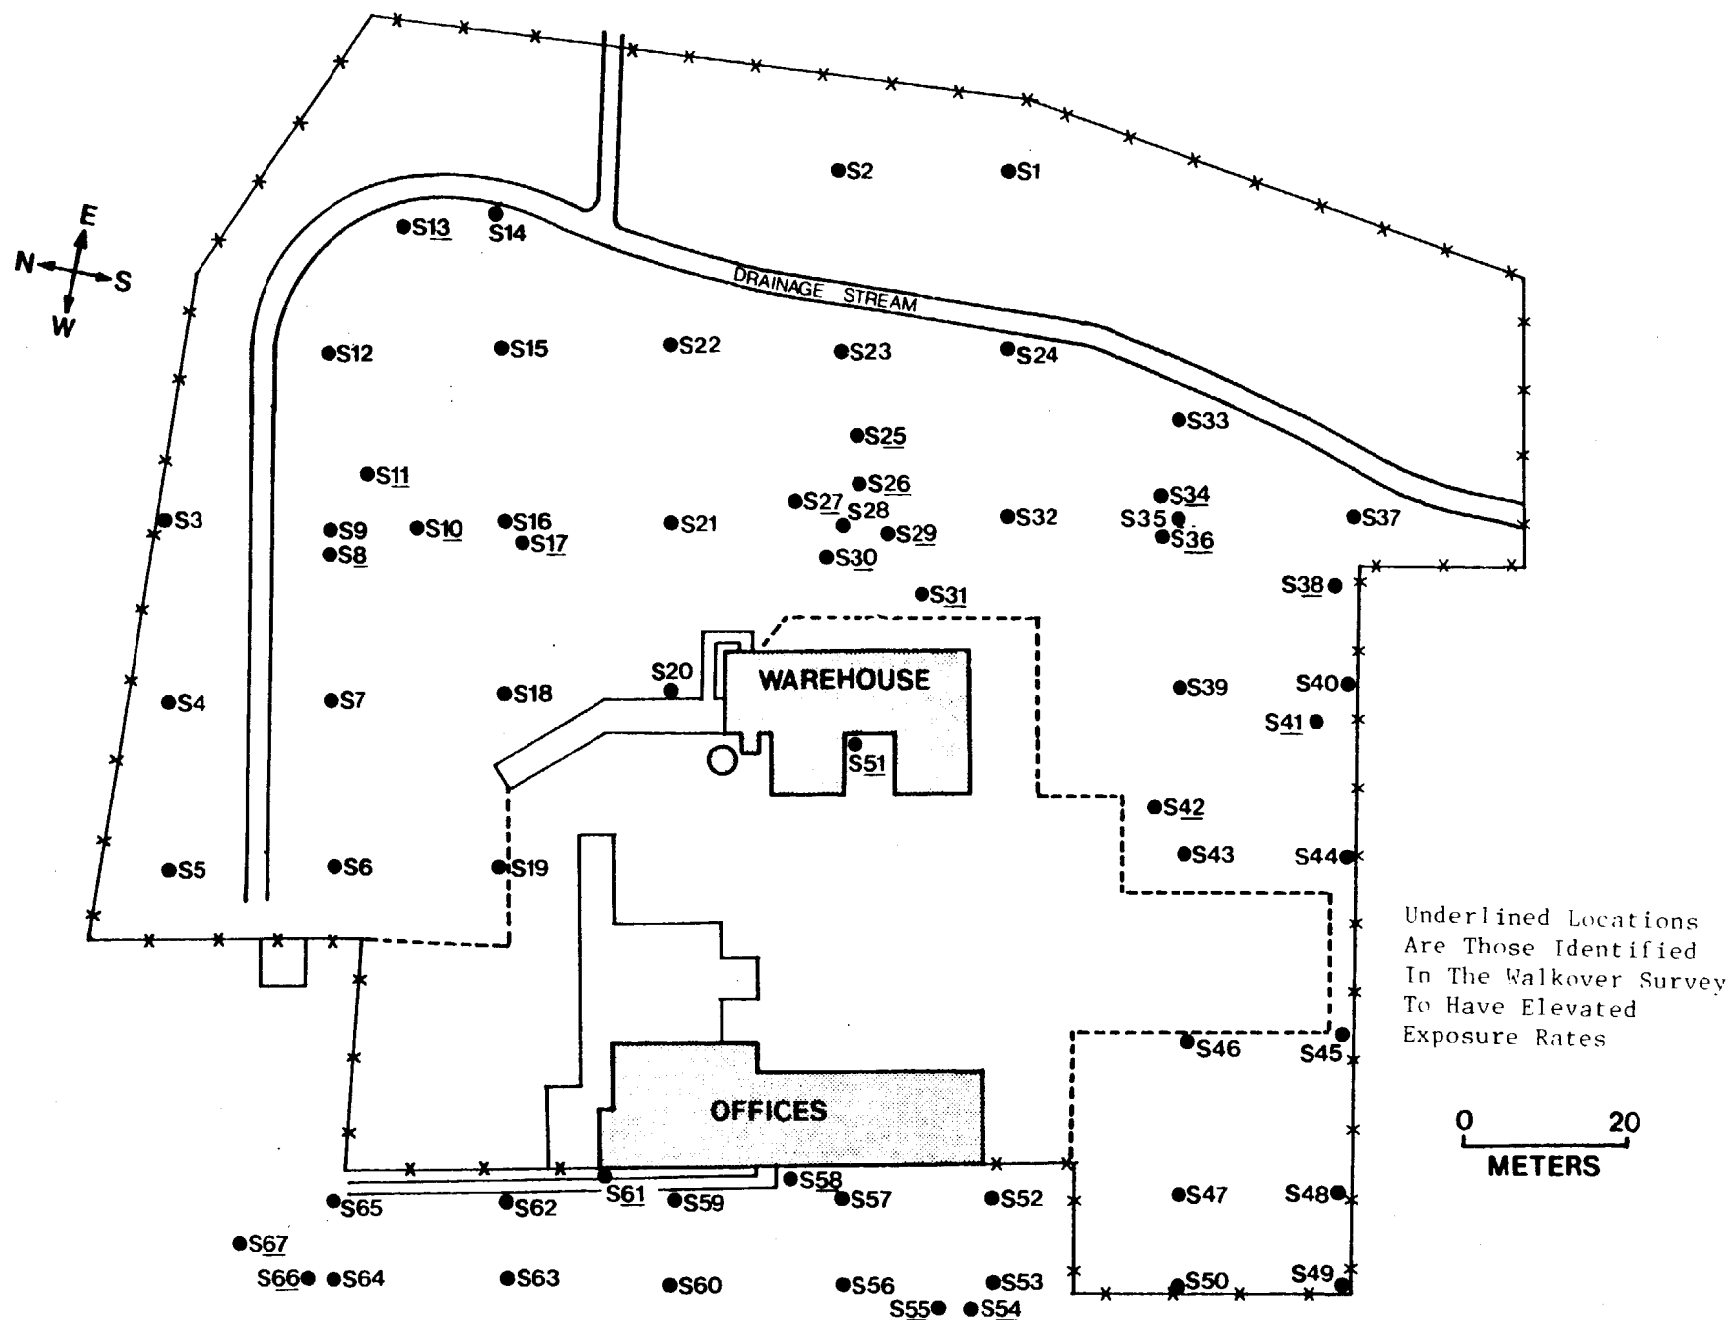 S2
S1
E
N
S
W
S13
S14
DRAINAGE STREAM
S12
S15
S22
S23
S24
S33
S25
S11
S26
S27
S28
S34
S3
S9
S10
S16
S21
S32
S35
S37
S8
S17
S29
S36
S30
S31
S38
S20
WAREHOUSE
S4
S7
S18
S39
S40
S41
S51
S42
S5
S6
S19
S43
S44
Underlined Locations
Are Those Identified
In The Walkover Survey
To Have Elevated
Exposure Rates
S46
S45
OFFICES
0 20
METERS
S61
S58
S65
S62
S59
S57
S52
S47
S48
S67
S66
S64
S63
S60
S56
S53
S50
S49
S55
S54